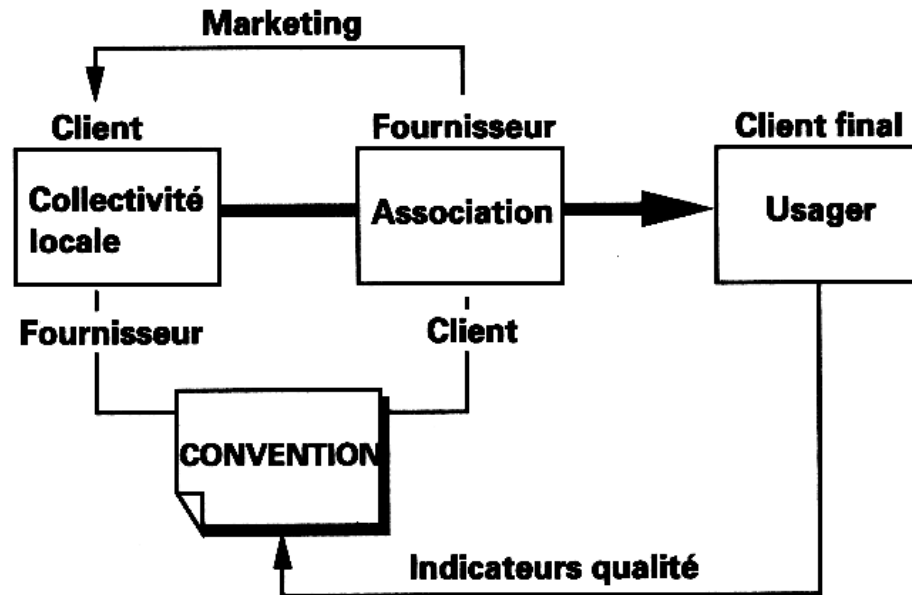 Marketing
Client
Fournisseur
Client final
Collectivité
locale
Association
Usager
Fournisseur
Client
CONVENTION
Indicateurs qualité